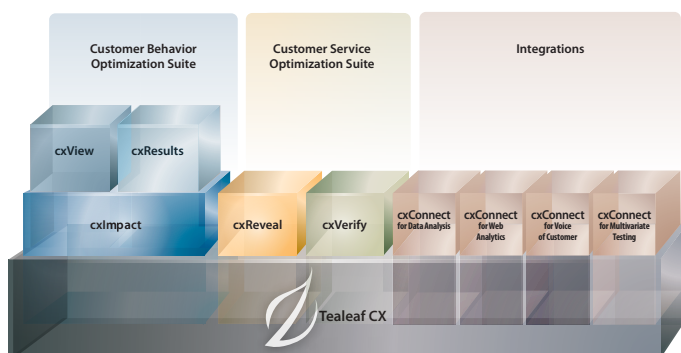 Customer Behavior
Optimization Suite
Customer Service
Optimization Suite
Integrations
cxView
cxResults
cxImpact
cxReveal
cxVerify
cxConnect
for Data Analysis
cxConnect
for Web
Analytics
cxConnect
for Voice
of Customer
cxConnect
for Multivariate
Testing
Tealeaf CX